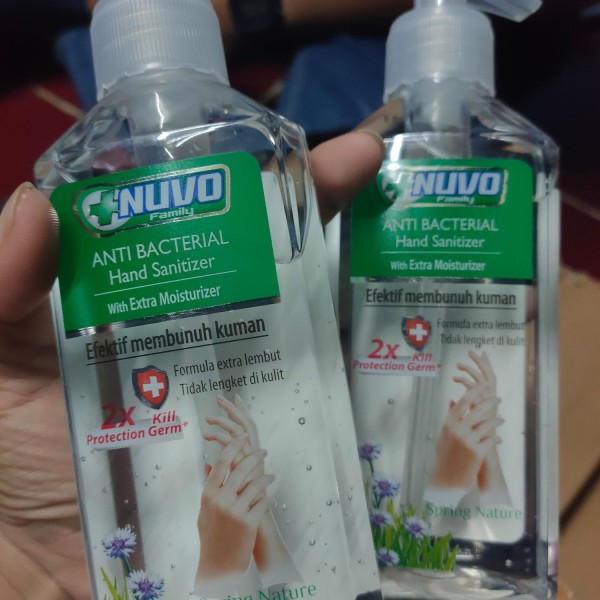 NUVO
Family
ANTI BACTERIAL
Hand Sanitizer
With Extra Moisturizer
Efektif membunuh kuman
Formula extra lembut
Tidak lengket di kulit
2x Kill
Protection Germ*
Spring Nature
NUVO
Family
ANTI BACTERIAL
Hand Sanitizer
With Extra Moisturizer
Efektif membunuh kuman
Formula extra lembut
Tidak lengket di kulit
2x Kill
Protection Germ*
Spring Nature